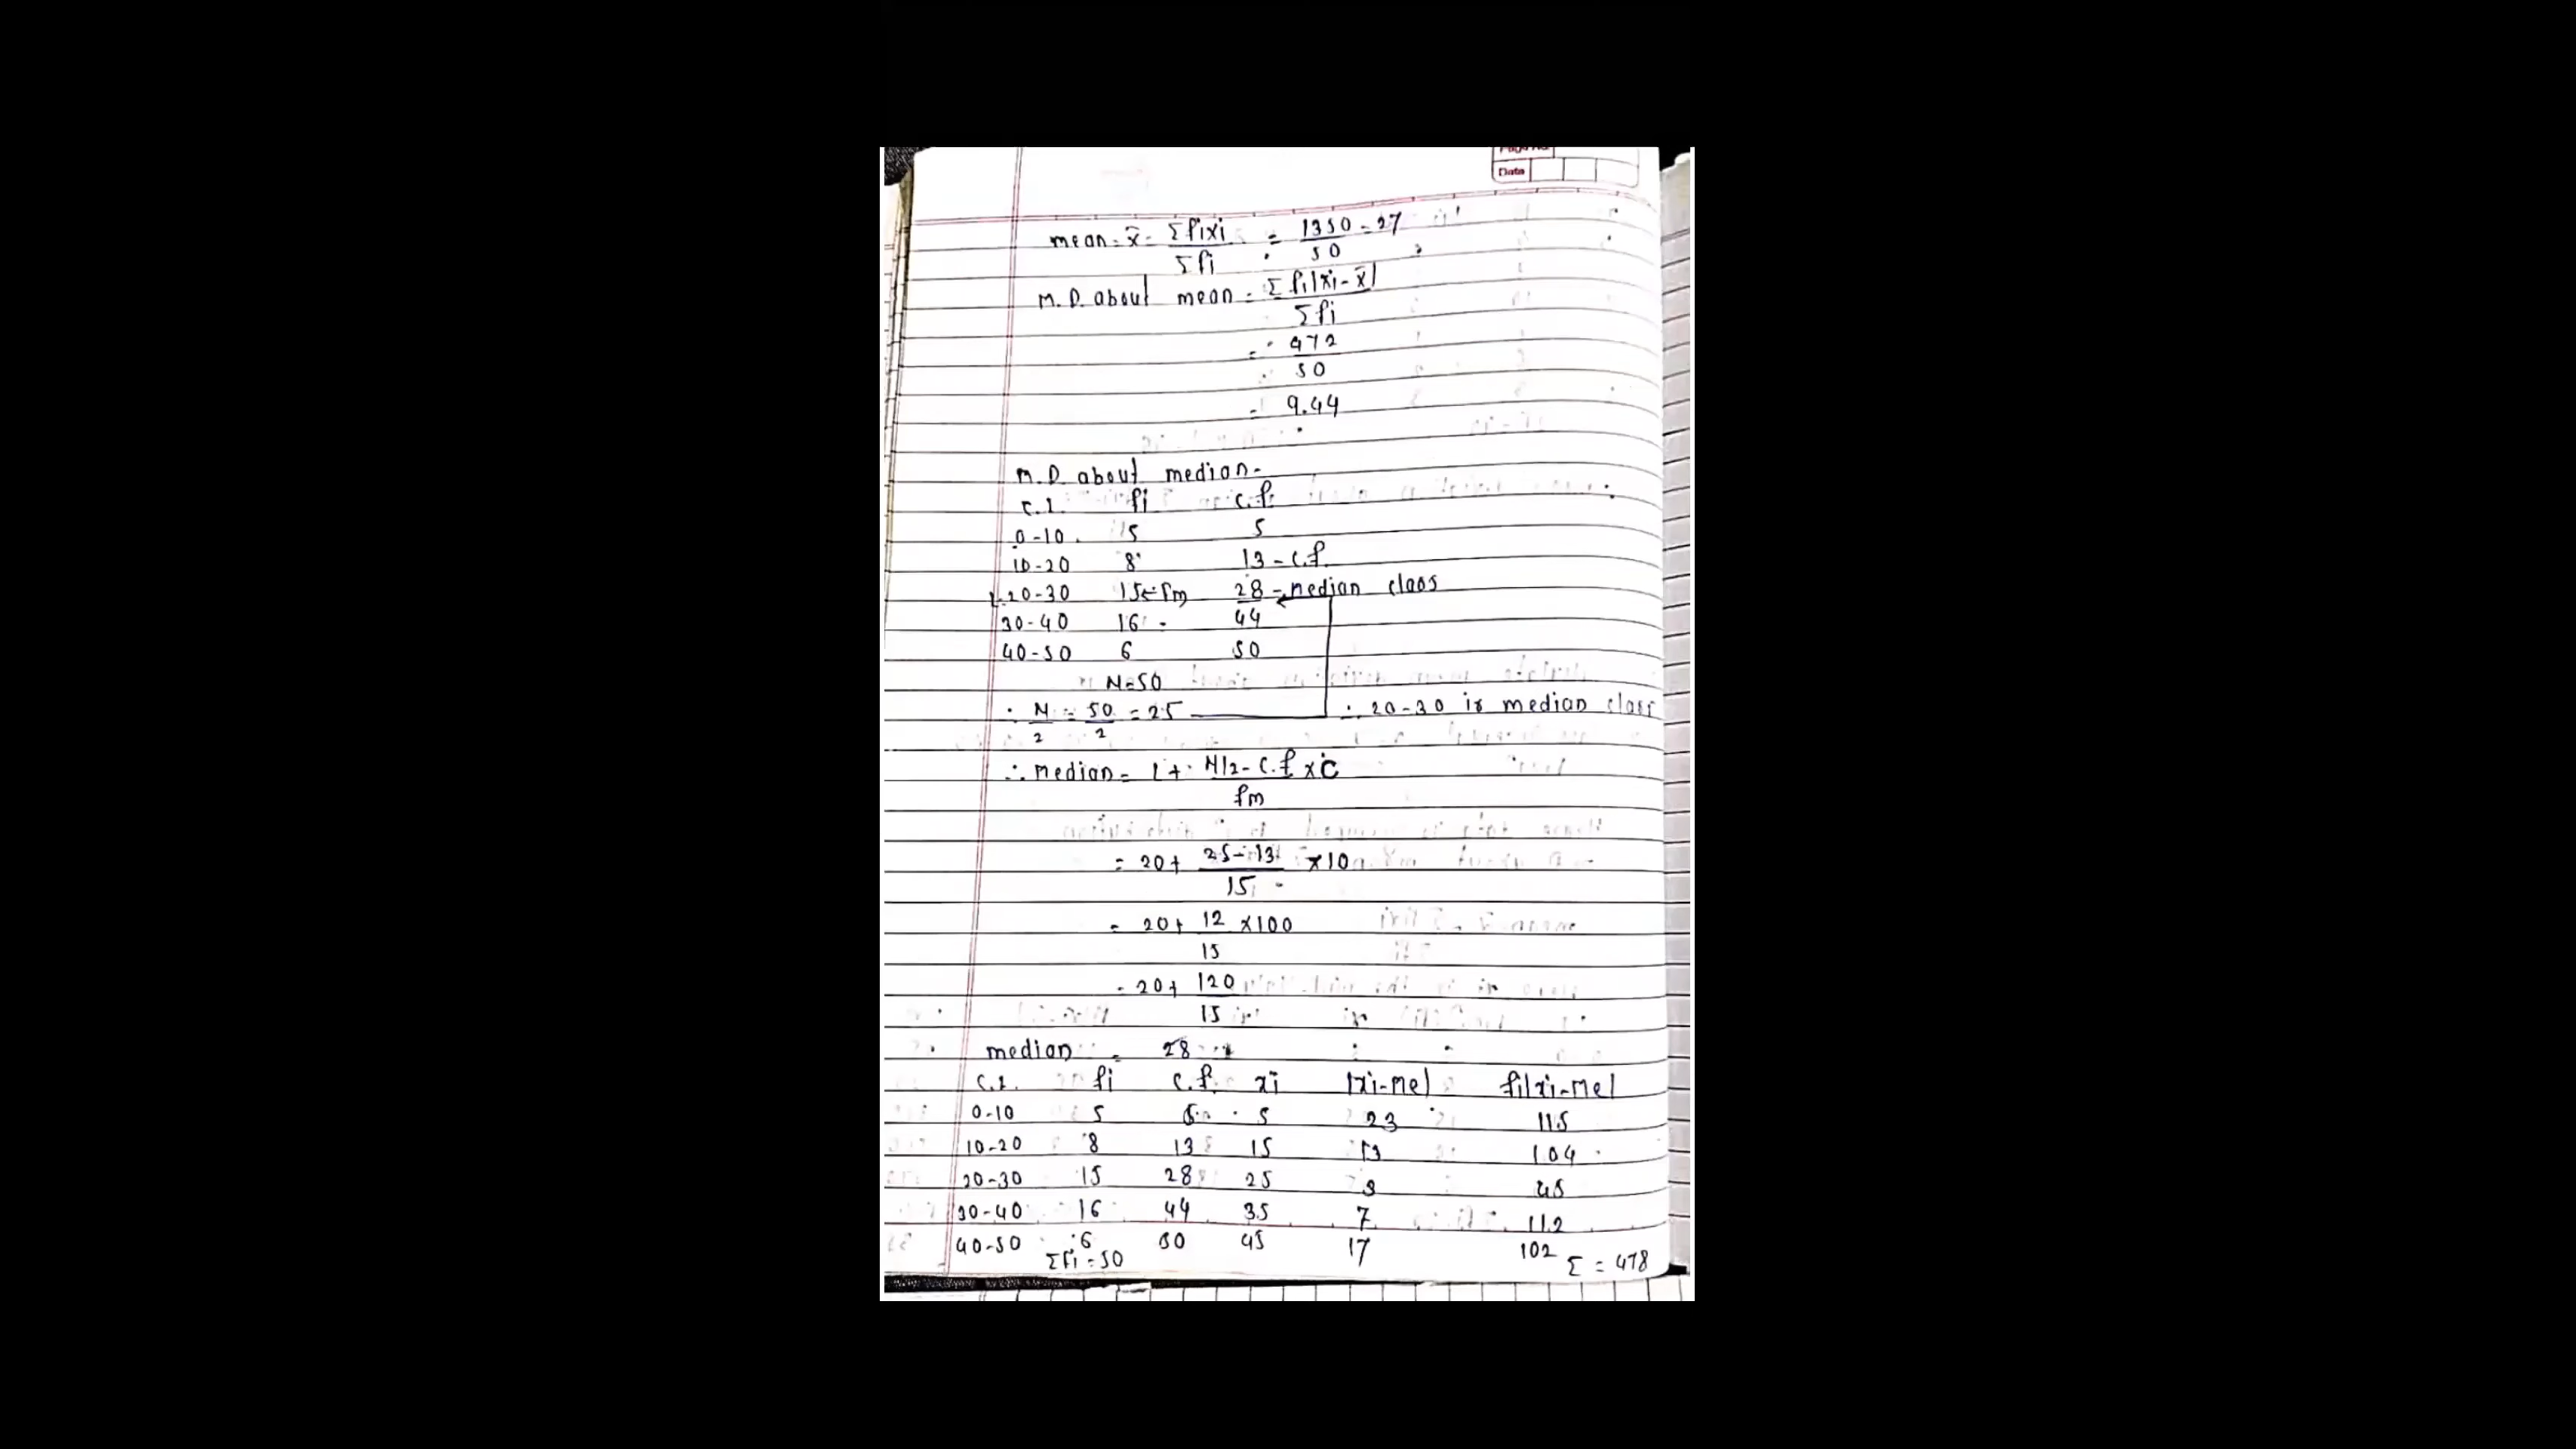 Page No.
Date
mean = x̄ = Σfixi / Σfi = 1350 / 50 = 27
M.D. about mean = Σfi|xi-x̄| / Σfi
= 472 / 50
= 9.44
M.D. about median-
C.I. fi c.f.
0-10 5 5
10-20 8 13 - c.f.
L 20-30 15 ← fm 28 - median class
30-40 16 44
40-50 6 50
N=50
∴ N/2 = 50/2 = 25 ∴ 20-30 is median class
∴ Median = l + N/2 - c.f / fm × C
= 20 + 25-13 / 15 ×10
= 20 + 12 / 15 ×100
= 20 + 120 / 15
median = 28
C.I. fi c.f. xi |xi-Me| fi|xi-Me|
0-10 5 5 5 23 115
10-20 8 13 15 13 104
20-30 15 28 25 3 45
30-40 16 44 35 7 112
40-50 6 50 45 17 102
Σfi = 50 Σ = 478